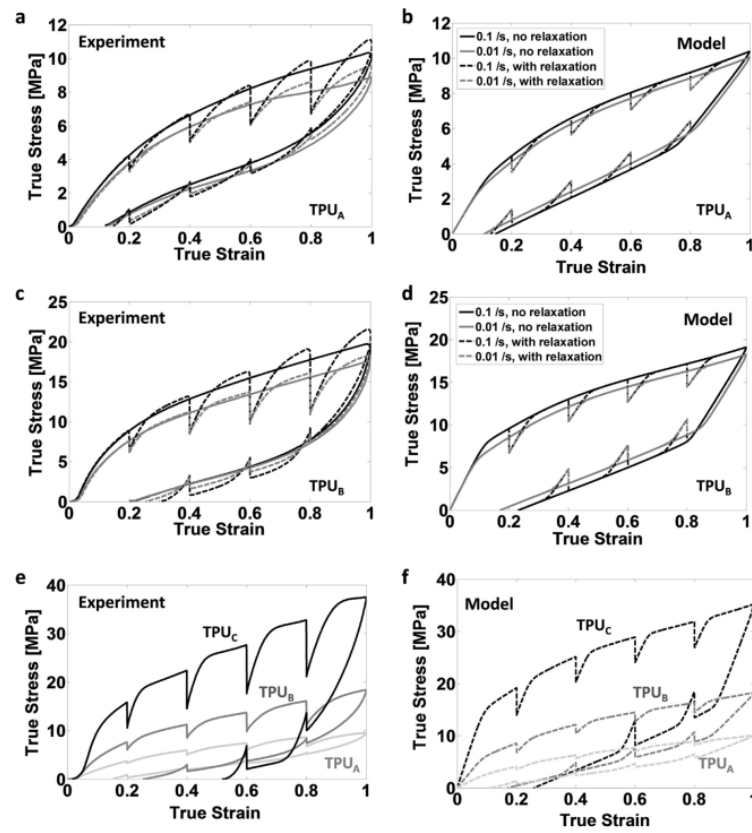 a
Experiment
True Stress [MPa]
12
10
8
6
4
2
0
0
0.2
0.4
0.6
0.8
1
True Strain
TPUA
b
0.1 /s, no relaxation
0.01 /s, no relaxation
0.1 /s, with relaxation
0.01 /s, with relaxation
Model
True Stress [MPa]
12
10
8
6
4
2
0
0
0.2
0.4
0.6
0.8
1
True Strain
TPUA
c
Experiment
True Stress [MPa]
25
20
15
10
5
0
0
0.2
0.4
0.6
0.8
1
True Strain
TPUB
d
0.1 /s, no relaxation
0.01 /s, no relaxation
0.1 /s, with relaxation
0.01 /s, with relaxation
Model
True Stress [MPa]
25
20
15
10
5
0
0
0.2
0.4
0.6
0.8
1
True Strain
TPUB
e
Experiment
True Stress [MPa]
40
30
20
10
0
0
0.2
0.4
0.6
0.8
1
True Strain
TPUC
TPUB
TPUA
f
Model
True Stress [MPa]
40
30
20
10
0
0
0.2
0.4
0.6
0.8
1
True Strain
TPUC
TPUB
TPUA